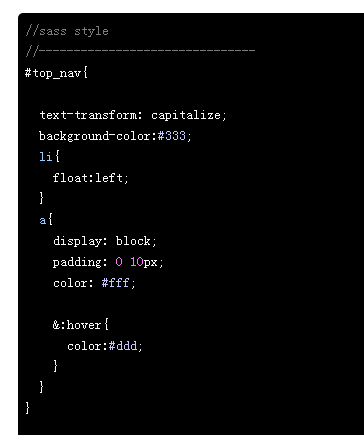 //sass style
//-------------------------------
#top_nav{
text-transform: capitalize;
background-color:#333;
li{
float:left;
}
a{
display: block;
padding: 0 10px;
color: #fff;
&:hover{
color:#ddd;
}
}
}